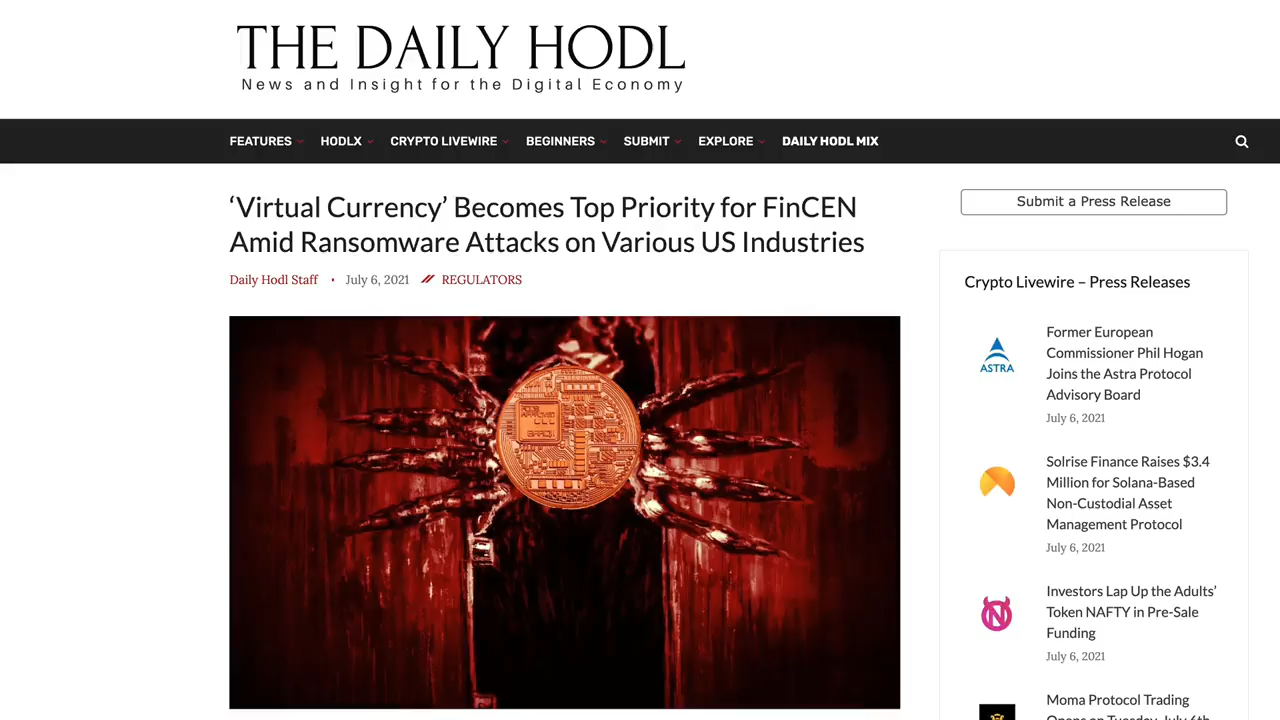 THE DAILY HODL
News and Insight for the Digital Economy
FEATURES HODLX CRYPTO LIVEWIRE BEGINNERS SUBMIT EXPLORE DAILY HODL MIX
‘Virtual Currency’ Becomes Top Priority for FinCEN
Amid Ransomware Attacks on Various US Industries
Daily Hodl Staff • July 6, 2021 REGULATORS
Submit a Press Release
Crypto Livewire – Press Releases
ASTRA
Former European
Commissioner Phil Hogan
Joins the Astra Protocol
Advisory Board
July 6, 2021
Solrise Finance Raises $3.4
Million for Solana-Based
Non-Custodial Asset
Management Protocol
July 6, 2021
N
Investors Lap Up the Adults’
Token NAFTY in Pre-Sale
Funding
July 6, 2021
Moma Protocol Trading
Opens on Tuesday, July 6th